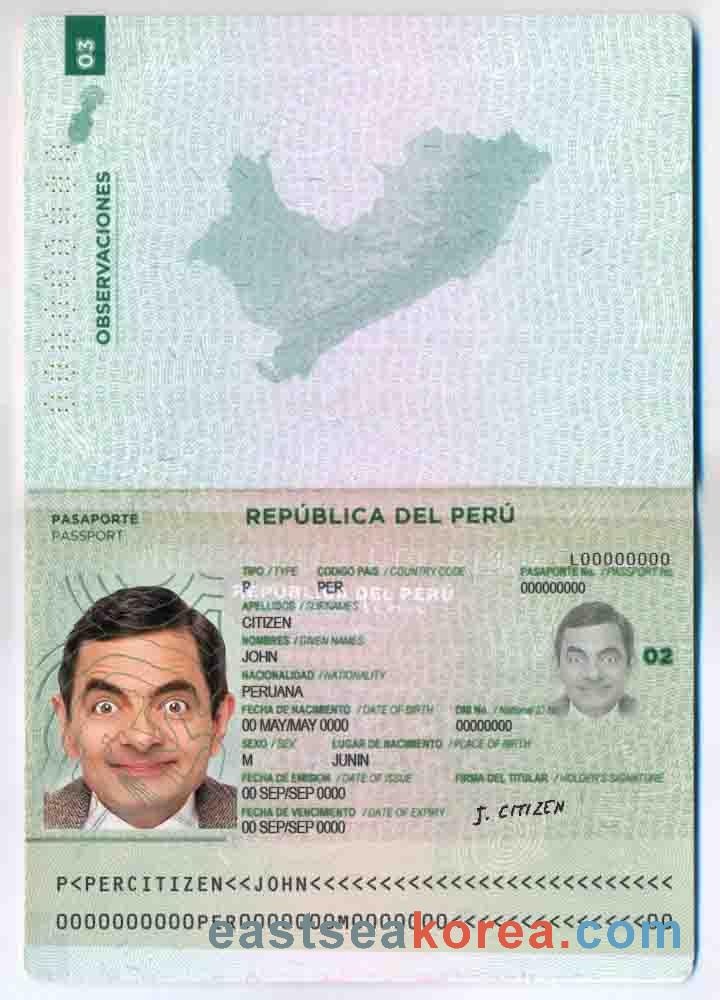 03
OBSERVACIONES
PASAPORTE
PASSPORT
REPÚBLICA DEL PERÚ
L00000000
TIPO / TYPE CODIGO PAIS / COUNTRY CODE PASAPORTE No. / PASSPORT No.
P PER 000000000
REPÚBLICA DEL PERÚ
APELLIDOS / SURNAMES
CITIZEN
NOMBRES / GIVEN NAMES
JOHN
NACIONALIDAD / NATIONALITY
PERUANA
02
FECHA DE NACIMIENTO / DATE OF BIRTH DNI No. / National ID No.
00 MAY/MAY 0000 00000000
SEXO / SEX LUGAR DE NACIMIENTO / PLACE OF BIRTH
M JUNIN
FECHA DE EMISION / DATE OF ISSUE FIRMA DEL TITULAR / HOLDER'S SIGNATURE
00 SEP/SEP 0000
FECHA DE VENCIMIENTO / DATE OF EXPIRY
00 SEP/SEP 0000
J. CITIZEN
P<PERCITIZEN<<JOHN<<<<<<<<<<<<<<<<<<<<<<<<<<
0000000000PER0000000M0000000<<<<<<<<<<<<<<00
eastseakorea.com